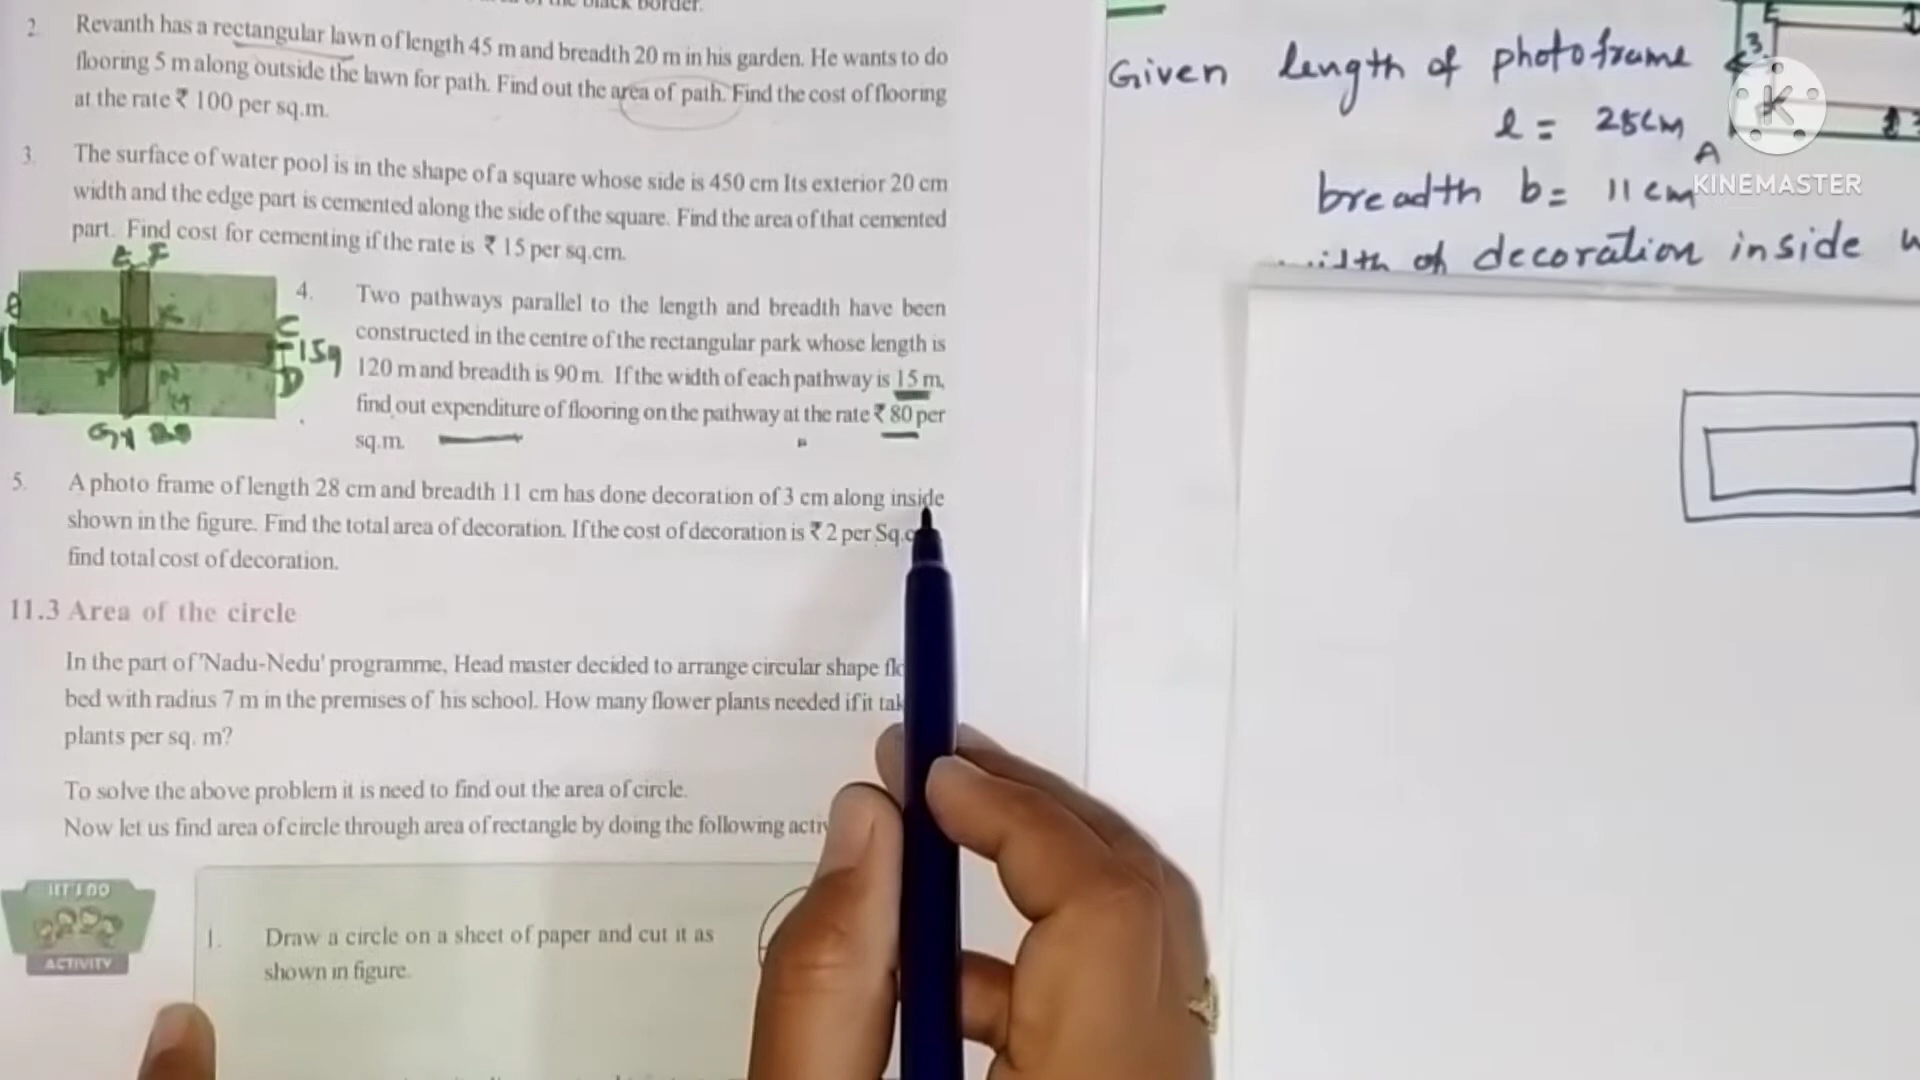 black border.
2. Revanth has a rectangular lawn of length 45 m and breadth 20 m in his garden. He wants to do
flooring 5 m along outside the lawn for path. Find out the area of path. Find the cost of flooring
at the rate ₹ 100 per sq.m.
3. The surface of water pool is in the shape of a square whose side is 450 cm Its exterior 20 cm
width and the edge part is cemented along the side of the square. Find the area of that cemented
part. Find cost for cementing if the rate is ₹ 15 per sq.cm.
E F
C
D
4. Two pathways parallel to the length and breadth have been
constructed in the centre of the rectangular park whose length is
120 m and breadth is 90 m. If the width of each pathway is 15 m,
find out expenditure of flooring on the pathway at the rate ₹ 80 per
sq.m.
5. A photo frame of length 28 cm and breadth 11 cm has done decoration of 3 cm along inside
shown in the figure. Find the total area of decoration. If the cost of decoration is ₹ 2 per Sq.
find total cost of decoration.
11.3 Area of the circle
In the part of 'Nadu-Nedu' programme, Head master decided to arrange circular shape
bed with radius 7 m in the premises of his school. How many flower plants needed if it
plants per sq. m?
To solve the above problem it is need to find out the area of circle.
Now let us find area of circle through area of rectangle by doing the following
LET'S DO
ACTIVITY
1. Draw a circle on a sheet of paper and cut it as
shown in figure.
Given length of photoframe
l = 28cm
A
breadth b = 11 cm
of decoration inside
3
K
KINEMASTER